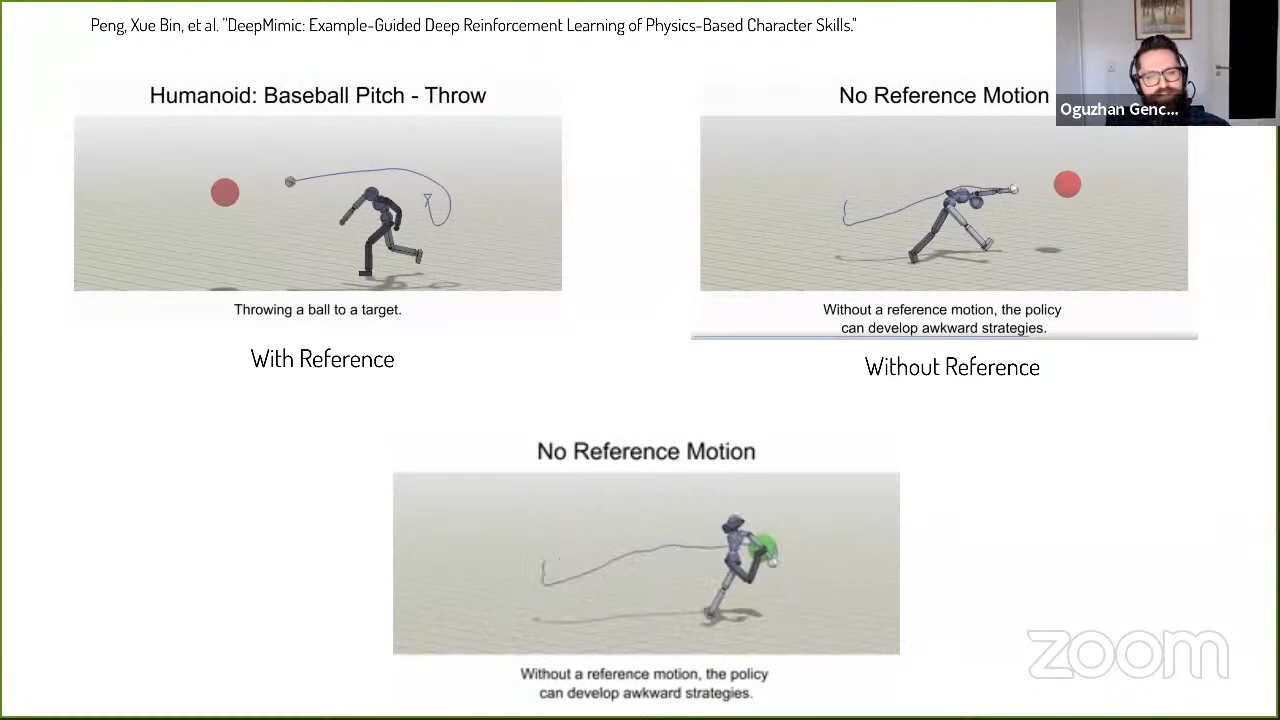 Peng, Xue Bin, et al. "DeepMimic: Example-Guided Deep Reinforcement Learning of Physics-Based Character Skills."
Oguzhan Genc...
Humanoid: Baseball Pitch - Throw
No Reference Motion
Throwing a ball to a target.
Without a reference motion, the policy
can develop awkward strategies.
With Reference
Without Reference
No Reference Motion
Without a reference motion, the policy
can develop awkward strategies.
zoom